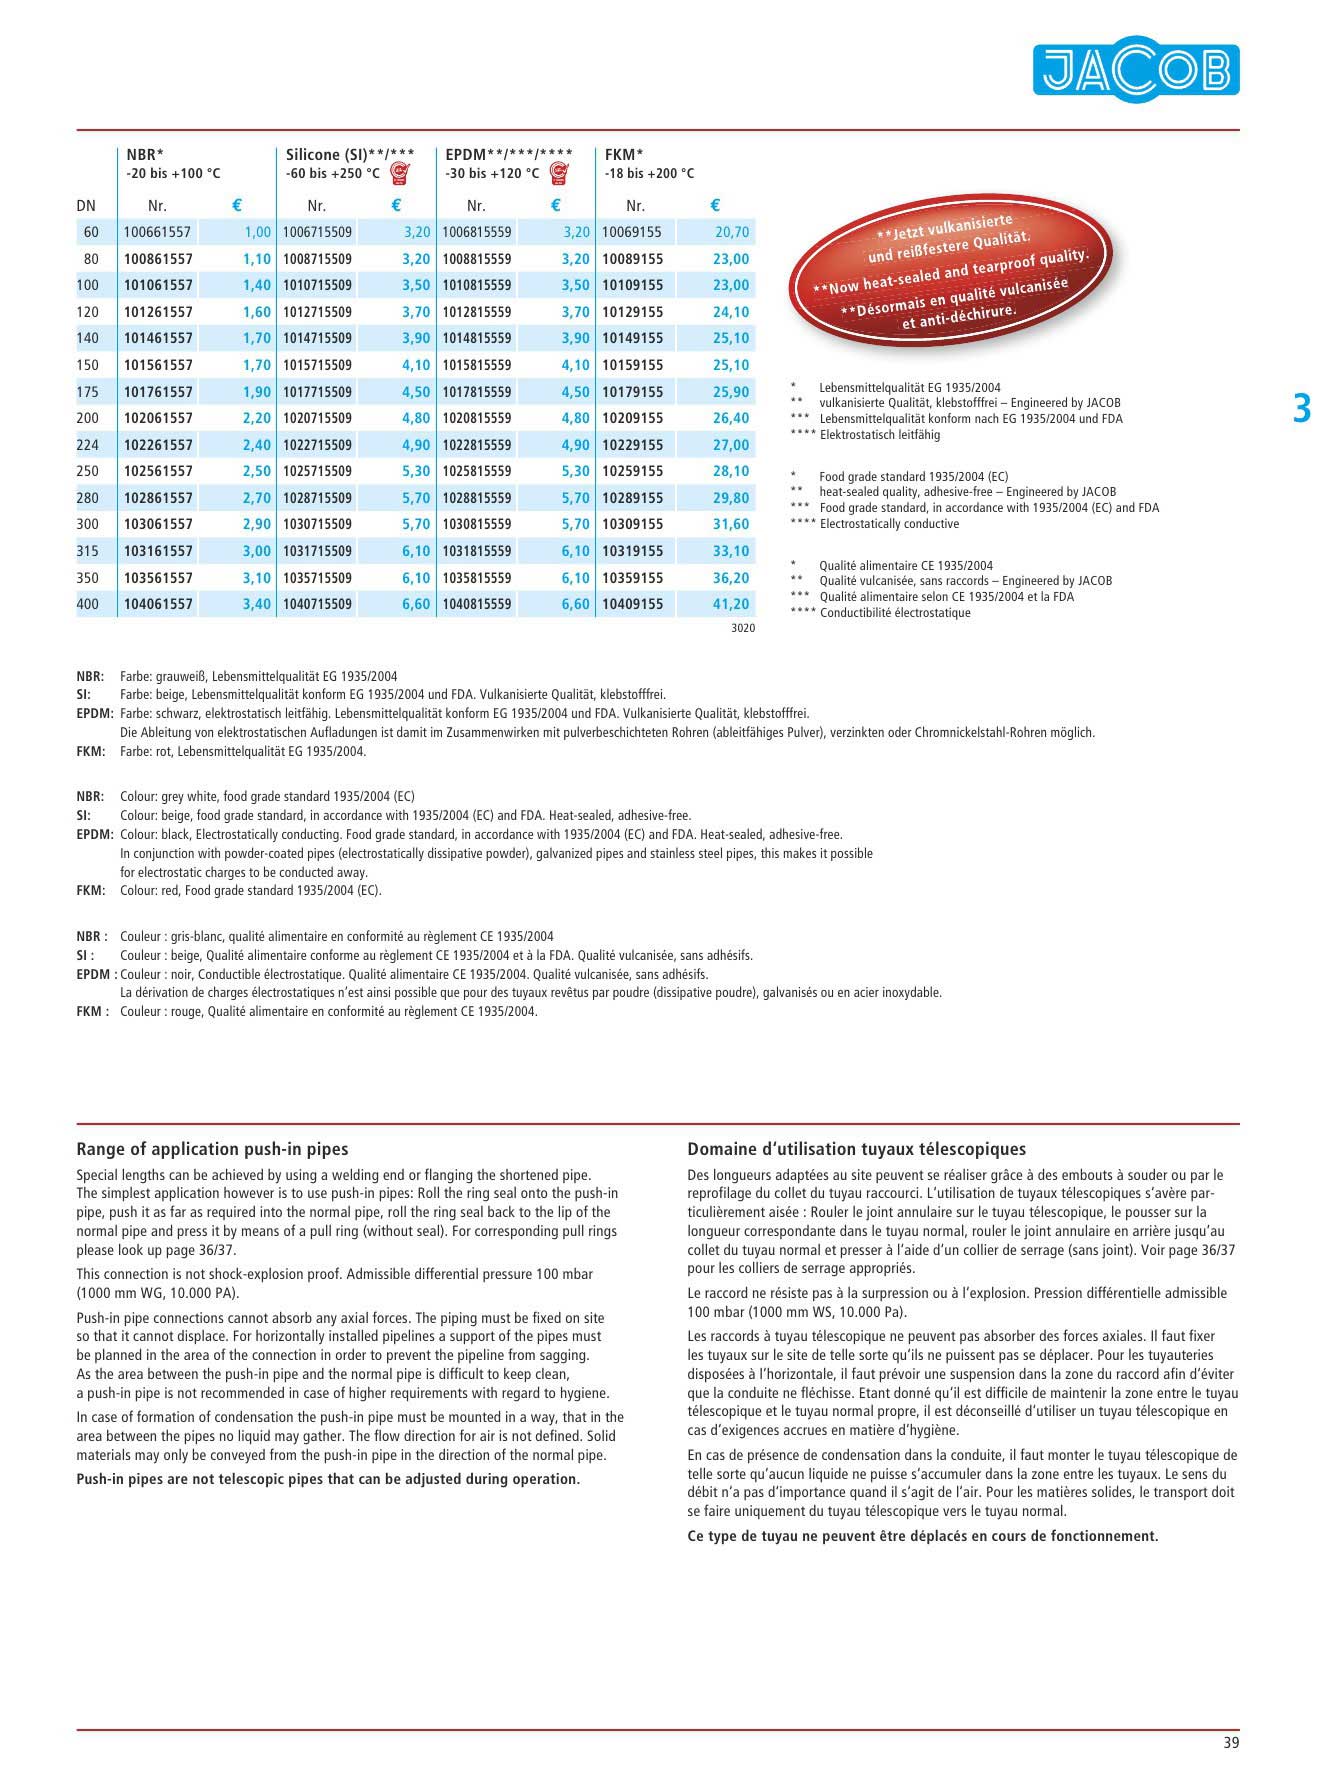 JACOB
NBR* Silicone (SI)**/*** EPDM**/***/**** FKM*
-20 bis +100 °C -60 bis +250 °C -30 bis +120 °C -18 bis +200 °C
DN Nr. € Nr. € Nr. € Nr. €
60 100661557 1,00 1006715509 3,20 1006815559 3,20 10069155 20,70
80 100861557 1,10 1008715509 3,20 1008815559 3,20 10089155 23,00
100 101061557 1,40 1010715509 3,50 1010815559 3,50 10109155 23,00
120 101261557 1,60 1012715509 3,70 1012815559 3,70 10129155 24,10
140 101461557 1,70 1014715509 3,90 1014815559 3,90 10149155 25,10
150 101561557 1,70 1015715509 4,10 1015815559 4,10 10159155 25,10
175 101761557 1,90 1017715509 4,50 1017815559 4,50 10179155 25,90
200 102061557 2,20 1020715509 4,80 1020815559 4,80 10209155 26,40
224 102261557 2,40 1022715509 4,90 1022815559 4,90 10229155 27,00
250 102561557 2,50 1025715509 5,30 1025815559 5,30 10259155 28,10
280 102861557 2,70 1028715509 5,70 1028815559 5,70 10289155 29,80
300 103061557 2,90 1030715509 5,70 1030815559 5,70 10309155 31,60
315 103161557 3,00 1031715509 6,10 1031815559 6,10 10319155 33,10
350 103561557 3,10 1035715509 6,10 1035815559 6,10 10359155 36,20
400 104061557 3,40 1040715509 6,60 1040815559 6,60 10409155 41,20
3020
**Jetzt vulkanisierte
und reißfestere Qualität.
**Now heat-sealed and tearproof quality.
**Désormais en qualité vulcanisée
et anti-déchirure.
* Lebensmittelqualität EG 1935/2004
** vulkanisierte Qualität, klebstofffrei – Engineered by JACOB
*** Lebensmittelqualität konform nach EG 1935/2004 und FDA
**** Elektrostatisch leitfähig
* Food grade standard 1935/2004 (EC)
** heat-sealed quality, adhesive-free – Engineered by JACOB
*** Food grade standard, in accordance with 1935/2004 (EC) and FDA
**** Electrostatically conductive
* Qualité alimentaire CE 1935/2004
** Qualité vulcanisée, sans raccords – Engineered by JACOB
*** Qualité alimentaire selon CE 1935/2004 et la FDA
**** Conductibilité électrostatique
3
NBR: Farbe: grauweiß, Lebensmittelqualität EG 1935/2004
SI: Farbe: beige, Lebensmittelqualität konform EG 1935/2004 und FDA. Vulkanisierte Qualität, klebstofffrei.
EPDM: Farbe: schwarz, elektrostatisch leitfähig. Lebensmittelqualität konform EG 1935/2004 und FDA. Vulkanisierte Qualität, klebstofffrei.
Die Ableitung von elektrostatischen Aufladungen ist damit im Zusammenwirken mit pulverbeschichteten Rohren (ableitfähiges Pulver), verzinkten oder Chromnickelstahl-Rohren möglich.
FKM: Farbe: rot, Lebensmittelqualität EG 1935/2004.
NBR: Colour: grey white, food grade standard 1935/2004 (EC)
SI: Colour: beige, food grade standard, in accordance with 1935/2004 (EC) and FDA. Heat-sealed, adhesive-free.
EPDM: Colour: black, Electrostatically conducting. Food grade standard, in accordance with 1935/2004 (EC) and FDA. Heat-sealed, adhesive-free.
In conjunction with powder-coated pipes (electrostatically dissipative powder), galvanized pipes and stainless steel pipes, this makes it possible
for electrostatic charges to be conducted away.
FKM: Colour: red, Food grade standard 1935/2004 (EC).
NBR : Couleur : gris-blanc, qualité alimentaire en conformité au règlement CE 1935/2004
SI : Couleur : beige, Qualité alimentaire conforme au règlement CE 1935/2004 et à la FDA. Qualité vulcanisée, sans adhésifs.
EPDM : Couleur : noir, Conductible électrostatique. Qualité alimentaire CE 1935/2004. Qualité vulcanisée, sans adhésifs.
La dérivation de charges électrostatiques n’est ainsi possible que pour des tuyaux revêtus par poudre (dissipative poudre), galvanisés ou en acier inoxydable.
FKM : Couleur : rouge, Qualité alimentaire en conformité au règlement CE 1935/2004.
Range of application push-in pipes
Special lengths can be achieved by using a welding end or flanging the shortened pipe.
The simplest application however is to use push-in pipes: Roll the ring seal onto the push-in
pipe, push it as far as required into the normal pipe, roll the ring seal back to the lip of the
normal pipe and press it by means of a pull ring (without seal). For corresponding pull rings
please look up page 36/37.
This connection is not shock-explosion proof. Admissible differential pressure 100 mbar
(1000 mm WG, 10.000 PA).
Push-in pipe connections cannot absorb any axial forces. The piping must be fixed on site
so that it cannot displace. For horizontally installed pipelines a support of the pipes must
be planned in the area of the connection in order to prevent the pipeline from sagging.
As the area between the push-in pipe and the normal pipe is difficult to keep clean,
a push-in pipe is not recommended in case of higher requirements with regard to hygiene.
In case of formation of condensation the push-in pipe must be mounted in a way, that in the
area between the pipes no liquid may gather. The flow direction for air is not defined. Solid
materials may only be conveyed from the push-in pipe in the direction of the normal pipe.
Push-in pipes are not telescopic pipes that can be adjusted during operation.
Domaine d’utilisation tuyaux télescopiques
Des longueurs adaptées au site peuvent se réaliser grâce à des embouts à souder ou par le
reprofilage du collet du tuyau raccourci. L’utilisation de tuyaux télescopiques s’avère par-
ticulièrement aisée : Rouler le joint annulaire sur le tuyau télescopique, le pousser sur la
longueur correspondante dans le tuyau normal, rouler le joint annulaire en arrière jusqu’au
collet du tuyau normal et presser à l’aide d’un collier de serrage (sans joint). Voir page 36/37
pour les colliers de serrage appropriés.
Le raccord ne résiste pas à la surpression ou à l’explosion. Pression différentielle admissible
100 mbar (1000 mm WS, 10.000 Pa).
Les raccords à tuyau télescopique ne peuvent pas absorber des forces axiales. Il faut fixer
les tuyaux sur le site de telle sorte qu’ils ne puissent pas se déplacer. Pour les tuyauteries
disposées à l’horizontale, il faut prévoir une suspension dans la zone du raccord afin d’éviter
que la conduite ne fléchisse. Etant donné qu’il est difficile de maintenir la zone entre le tuyau
télescopique et le tuyau normal propre, il est déconseillé d’utiliser un tuyau télescopique en
cas d’exigences accrues en matière d’hygiène.
En cas de présence de condensation dans la conduite, il faut monter le tuyau télescopique de
telle sorte qu’aucun liquide ne puisse s’accumuler dans la zone entre les tuyaux. Le sens du
débit n’a pas d’importance quand il s’agit de l’air. Pour les matières solides, le transport doit
se faire uniquement du tuyau télescopique vers le tuyau normal.
Ce type de tuyau ne peuvent être déplacés en cours de fonctionnement.
39